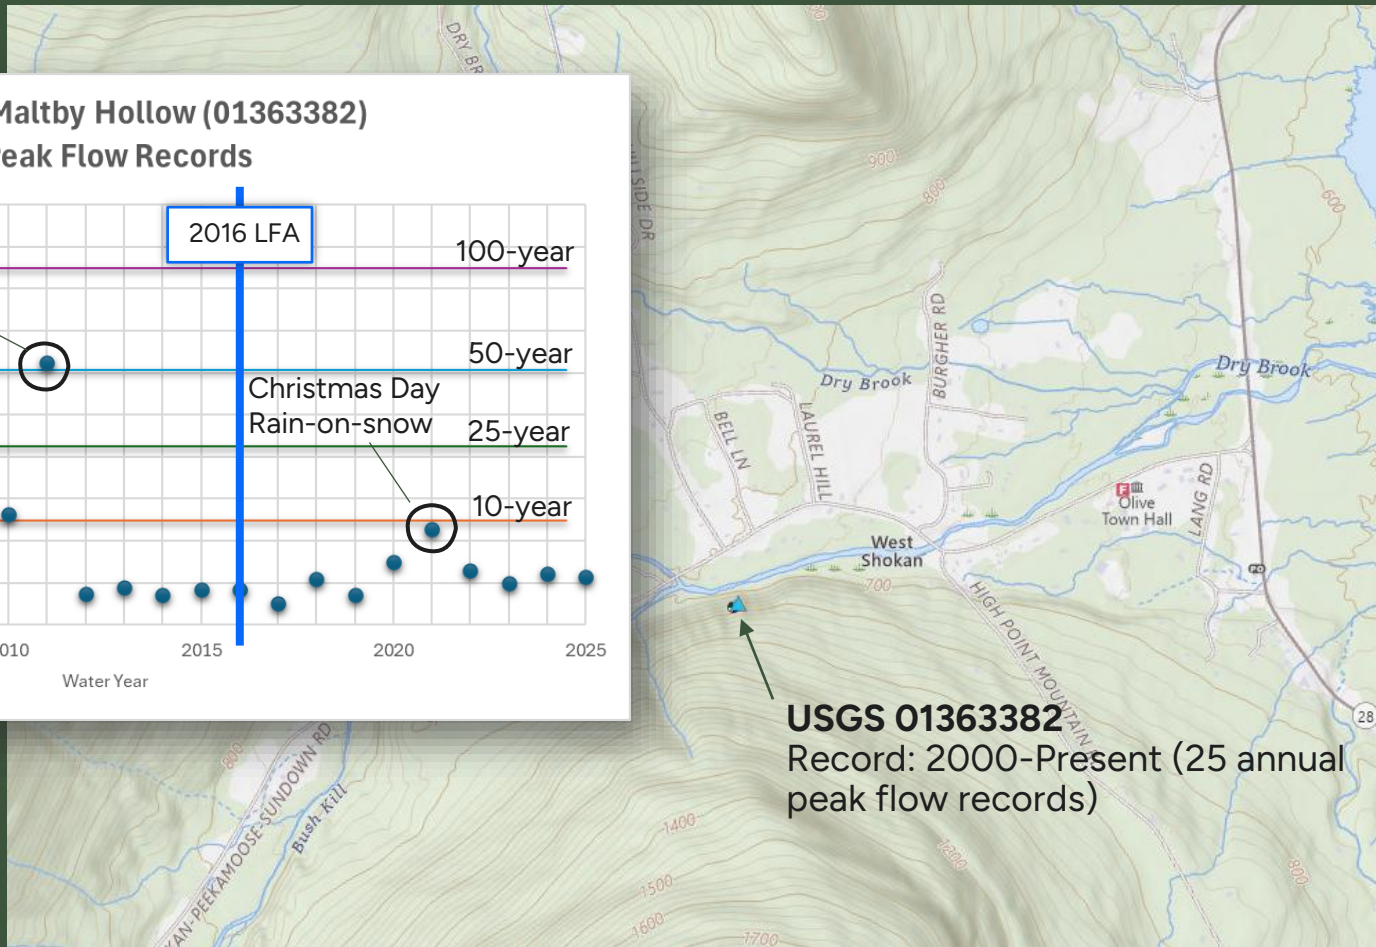 Maltby Hollow (01363382)
Peak Flow Records
2016 LFA
100-year
50-year
Christmas Day
Rain-on-snow
25-year
10-year
010
2015
2020
2025
Water Year
DRY BR
HILLSIDE DR
900
800
600
BURGHER RD
Dry Brook
Dry Brook
BELL LN
LAUREL HILL
LANG RD
F
Olive
Town Hall
West
Shokan
700
PO
HIGH POINT MOUNTAIN
28
USGS 01363382
Record: 2000-Present (25 annual
peak flow records)
800
KAN-PEEKAMOOSE-SUNDOWN RD
Bush Kill
1400
1500
1600
1700
1200
800